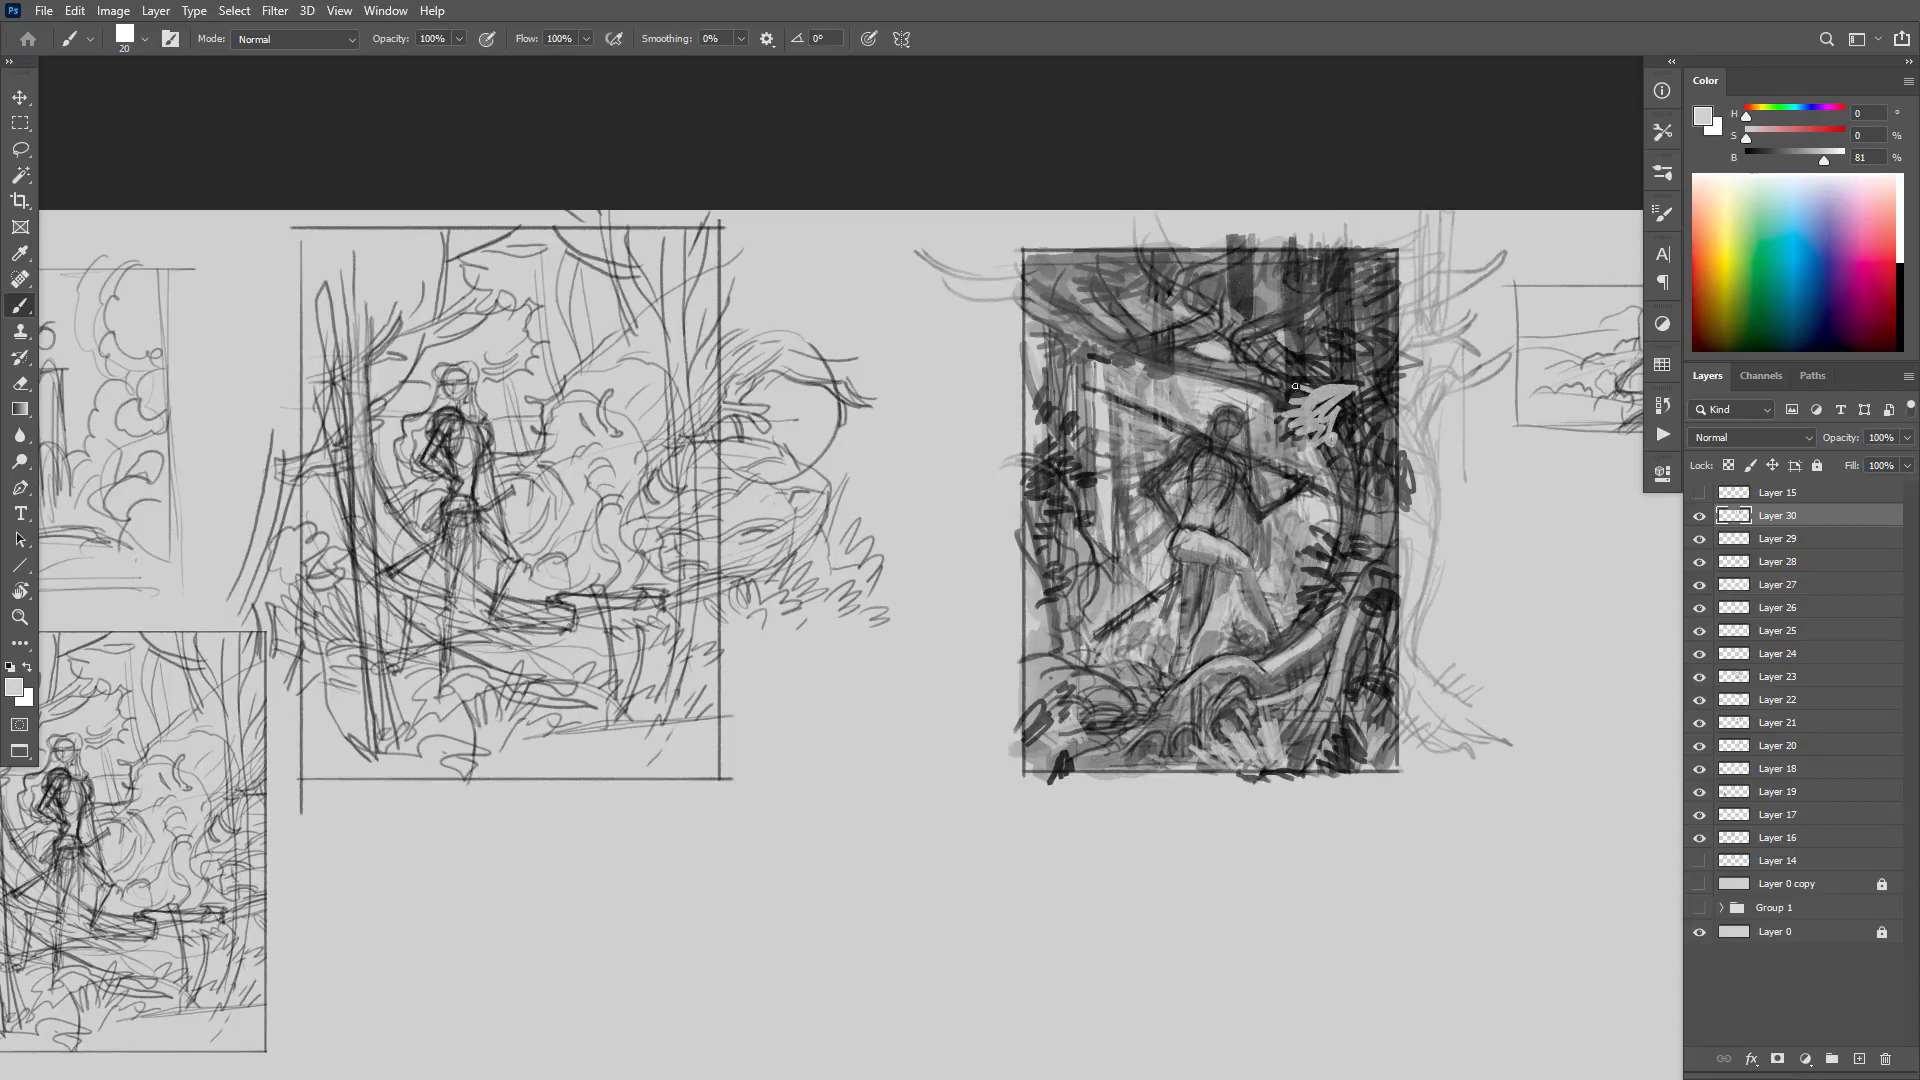 Ps File Edit Image Layer Type Select Filter 3D View Window Help
20 Mode: Normal Opacity: 100% Flow: 100% Smoothing: 0% 0°
Color
H 0 °
S 0 %
B 81 %
Layers Channels Paths
Kind
Normal Opacity: 100%
Lock: Fill: 100%
Layer 15
Layer 30
Layer 29
Layer 28
Layer 27
Layer 26
Layer 25
Layer 24
Layer 23
Layer 22
Layer 21
Layer 20
Layer 18
Layer 19
Layer 17
Layer 16
Layer 14
Layer 0 copy
Group 1
Layer 0
fx